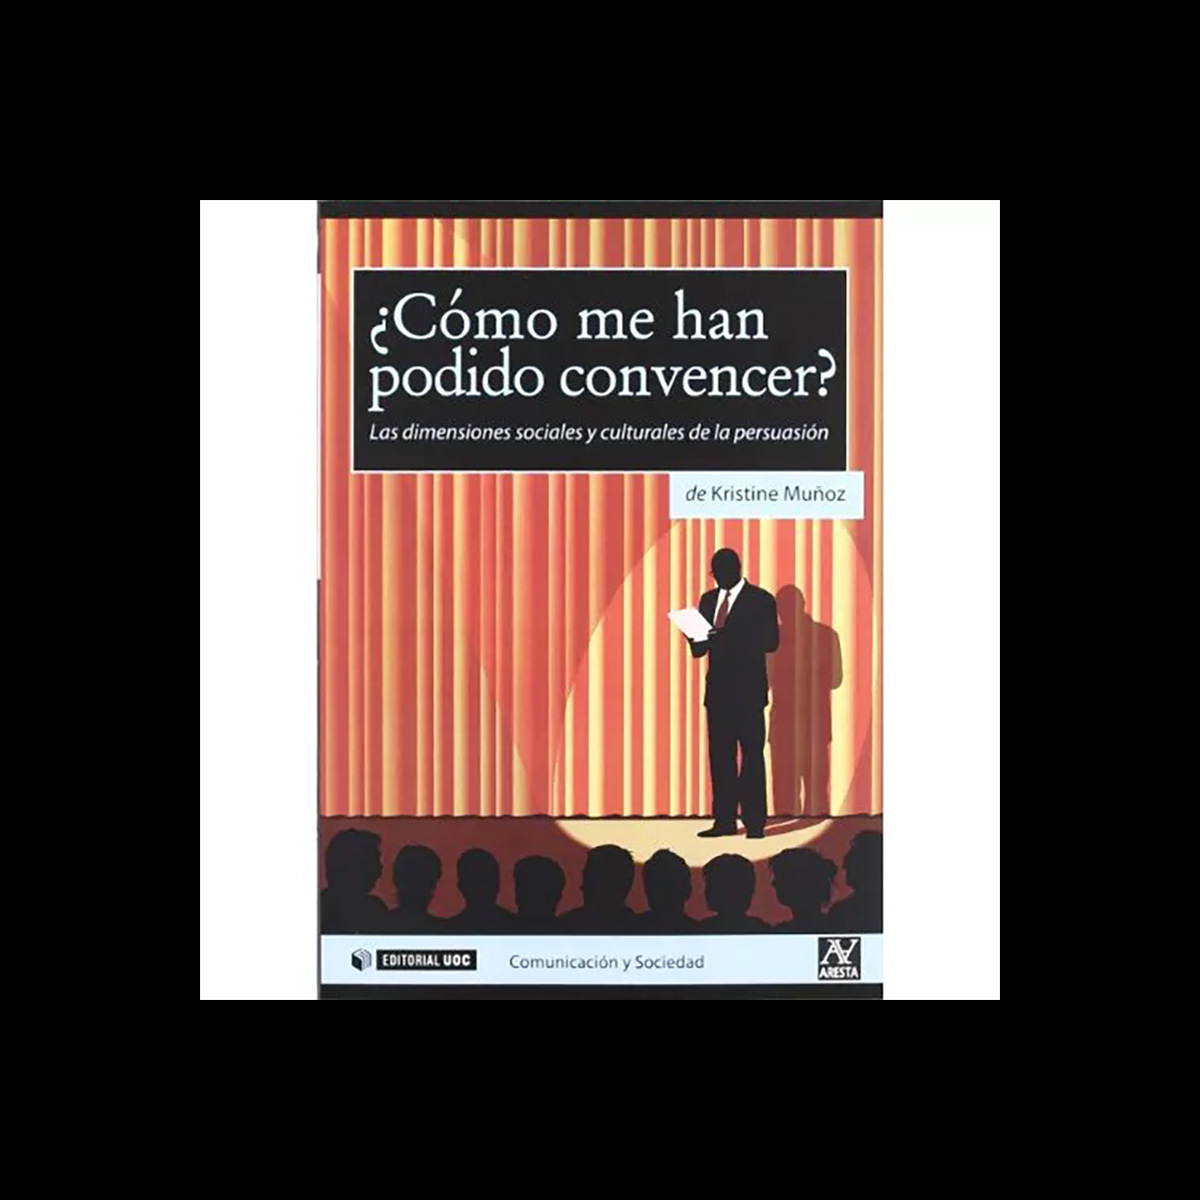 ¿Cómo me han
podido convencer?
Las dimensiones sociales y culturales de la persuasión
de Kristine Muñoz
EDITORIAL UOC
Comunicación y Sociedad
AA
ARESTA